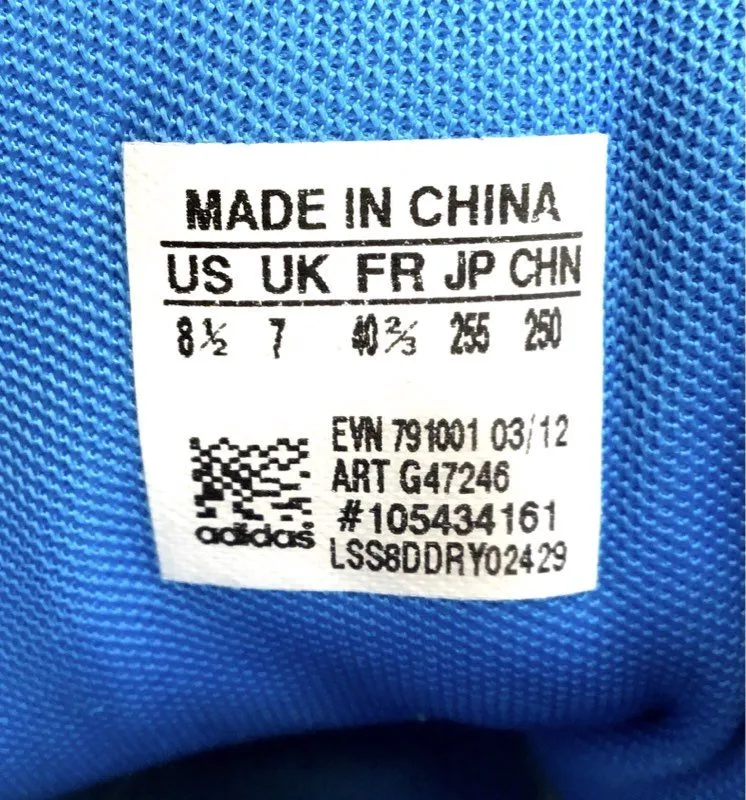 MADE IN CHINA
US UK FR JP CHN
8½ 7 40⅔ 255 250
EVN 791001 03/12
ART G47246
#105434161
LSS8DDRY02429
adidas